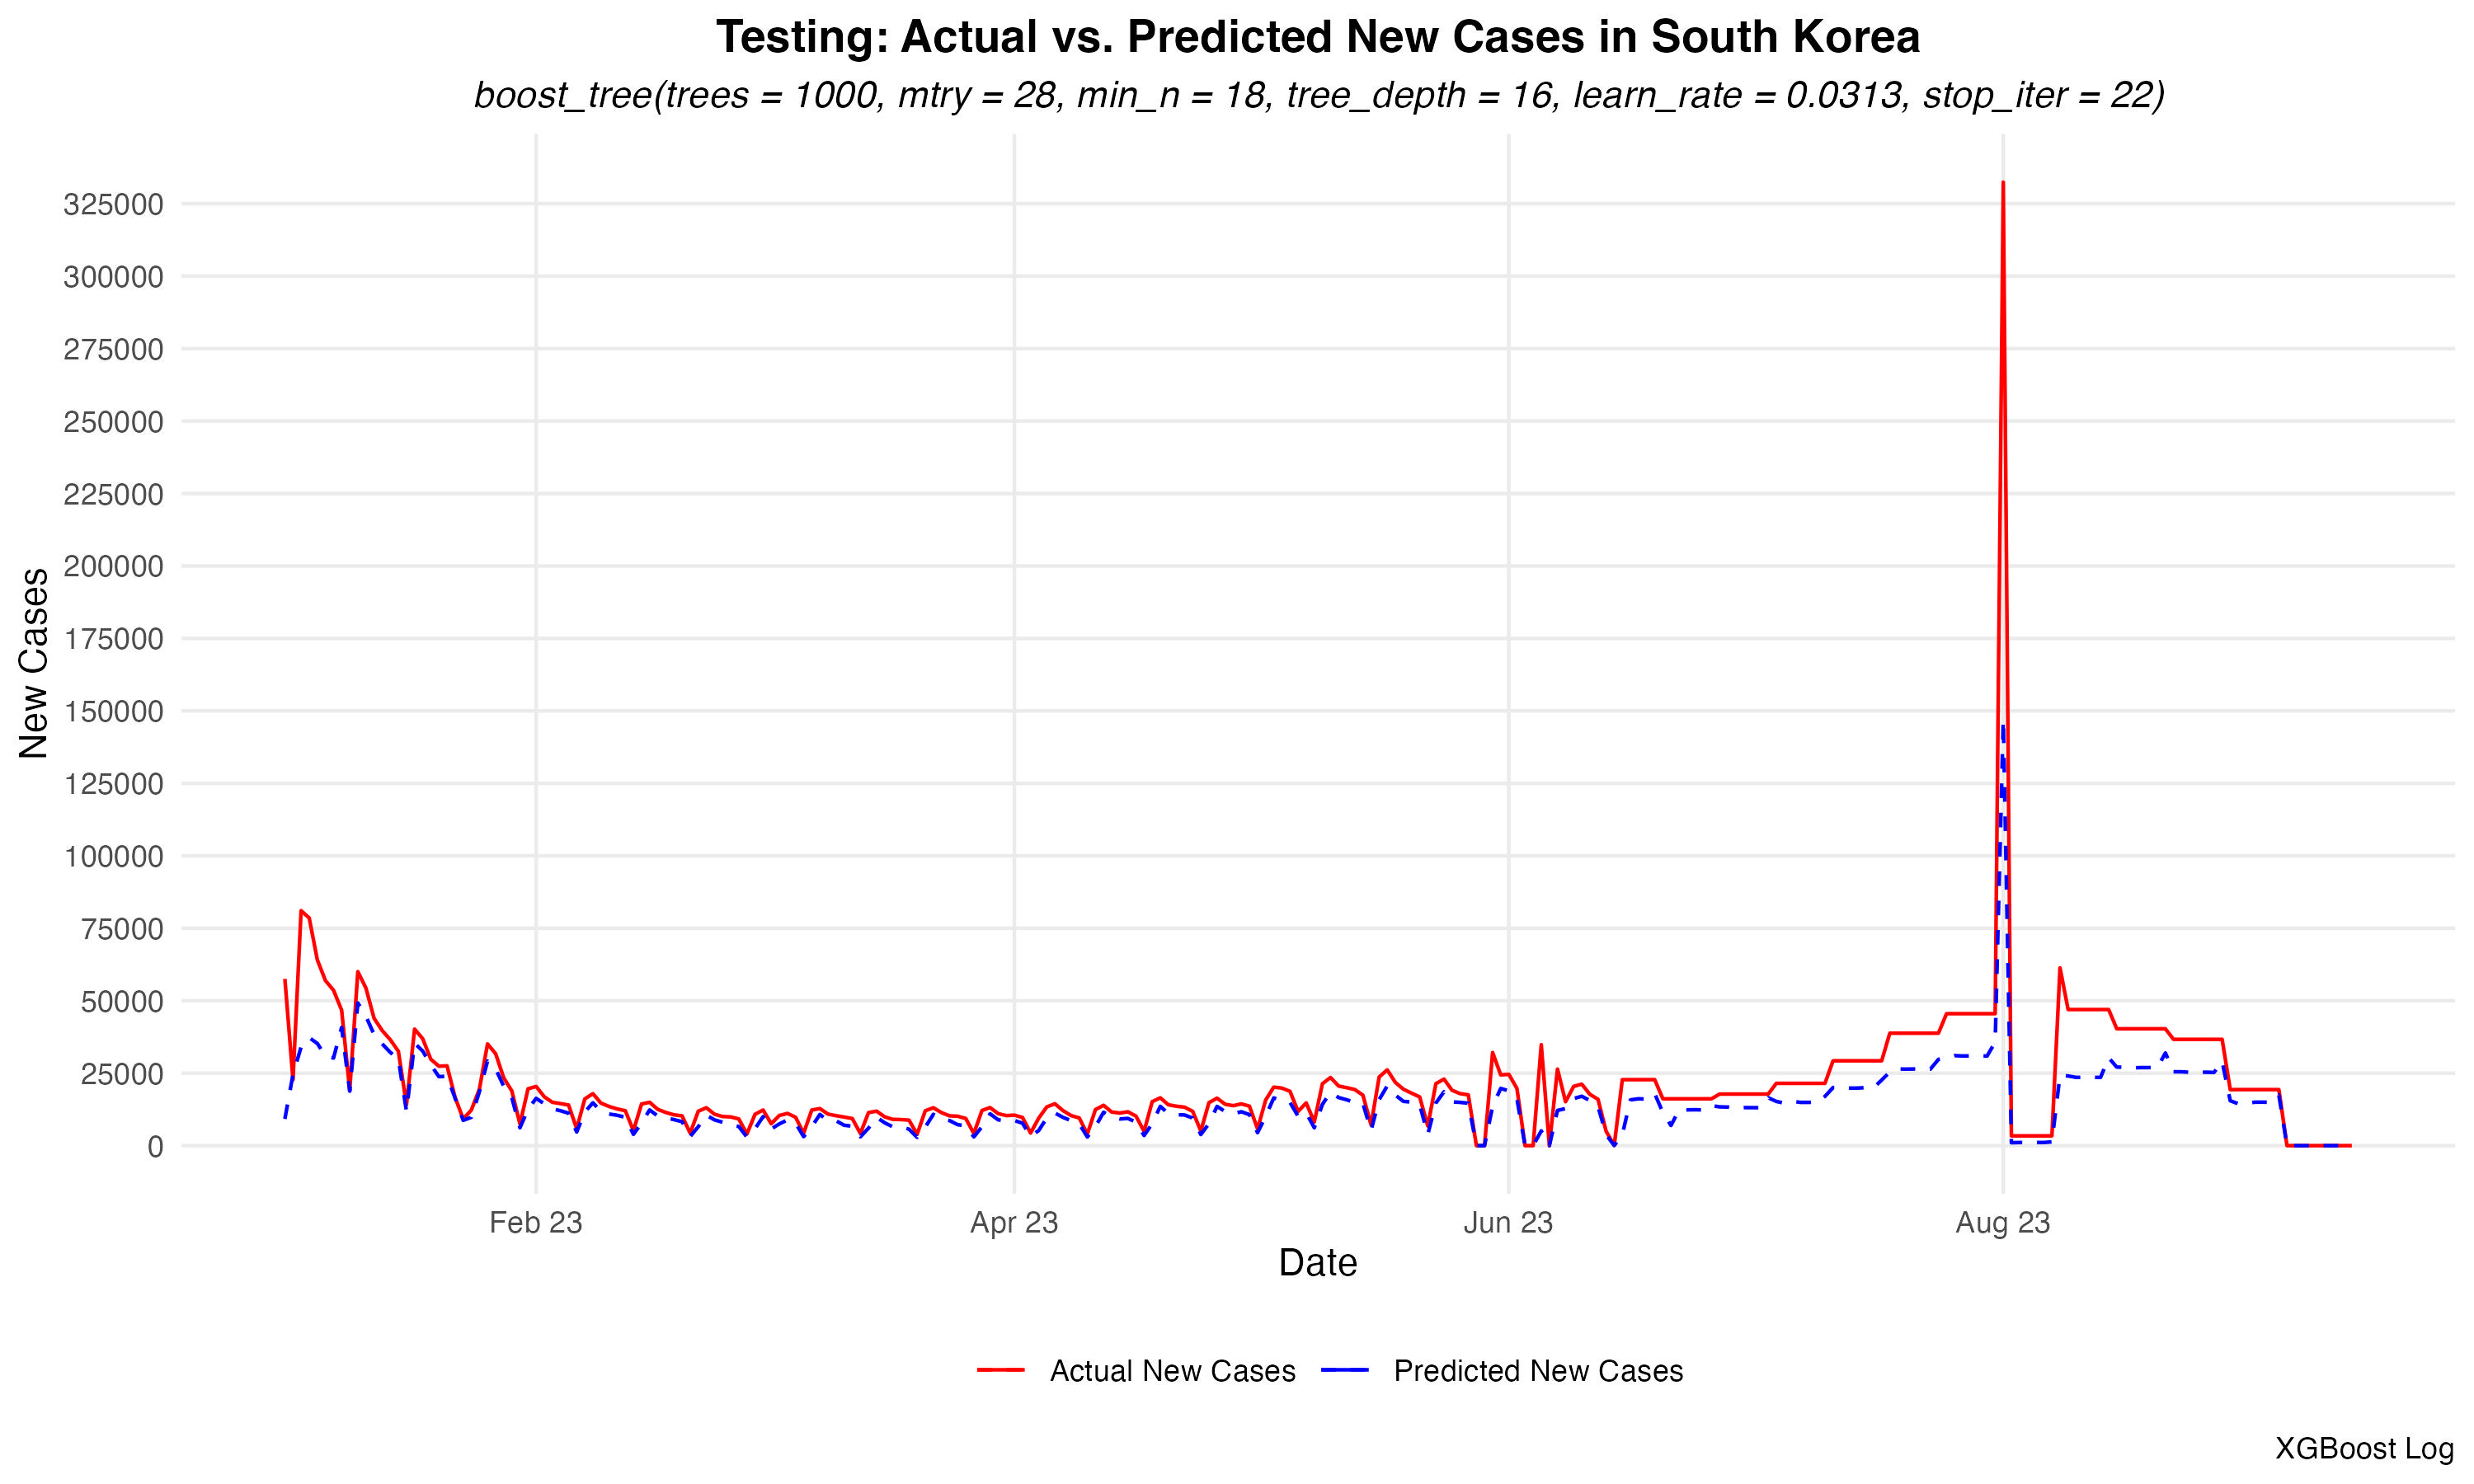 Testing: Actual vs. Predicted New Cases in South Korea
boost_tree(trees = 1000, mtry = 28, min_n = 18, tree_depth = 16, learn_rate = 0.0313, stop_iter = 22)
325000
300000
275000
250000
225000
200000
175000
150000
125000
100000
75000
50000
25000
0
New Cases
Feb 23
Apr 23
Jun 23
Aug 23
Date
Actual New Cases
Predicted New Cases
XGBoost Log